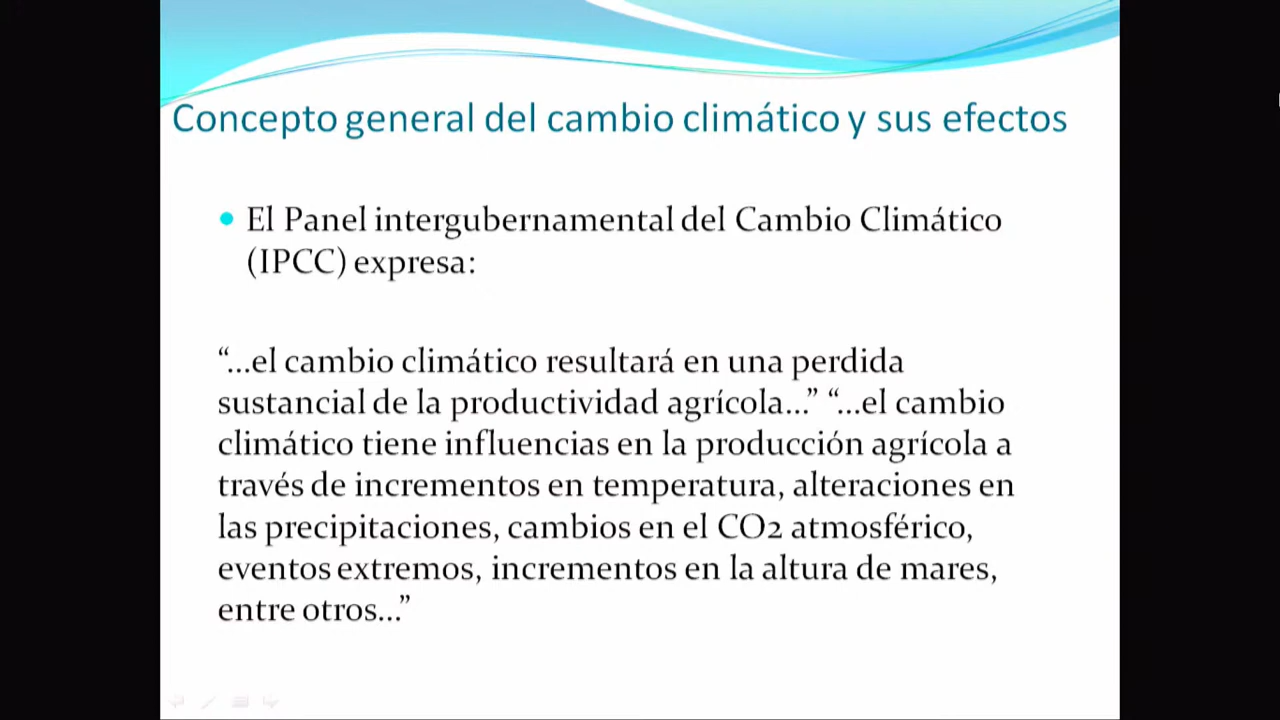 Concepto general del cambio climático y sus efectos
El Panel intergubernamental del Cambio Climático
(IPCC) expresa:
“...el cambio climático resultará en una perdida
sustancial de la productividad agrícola...” “...el cambio
climático tiene influencias en la producción agrícola a
través de incrementos en temperatura, alteraciones en
las precipitaciones, cambios en el CO2 atmosférico,
eventos extremos, incrementos en la altura de mares,
entre otros...”